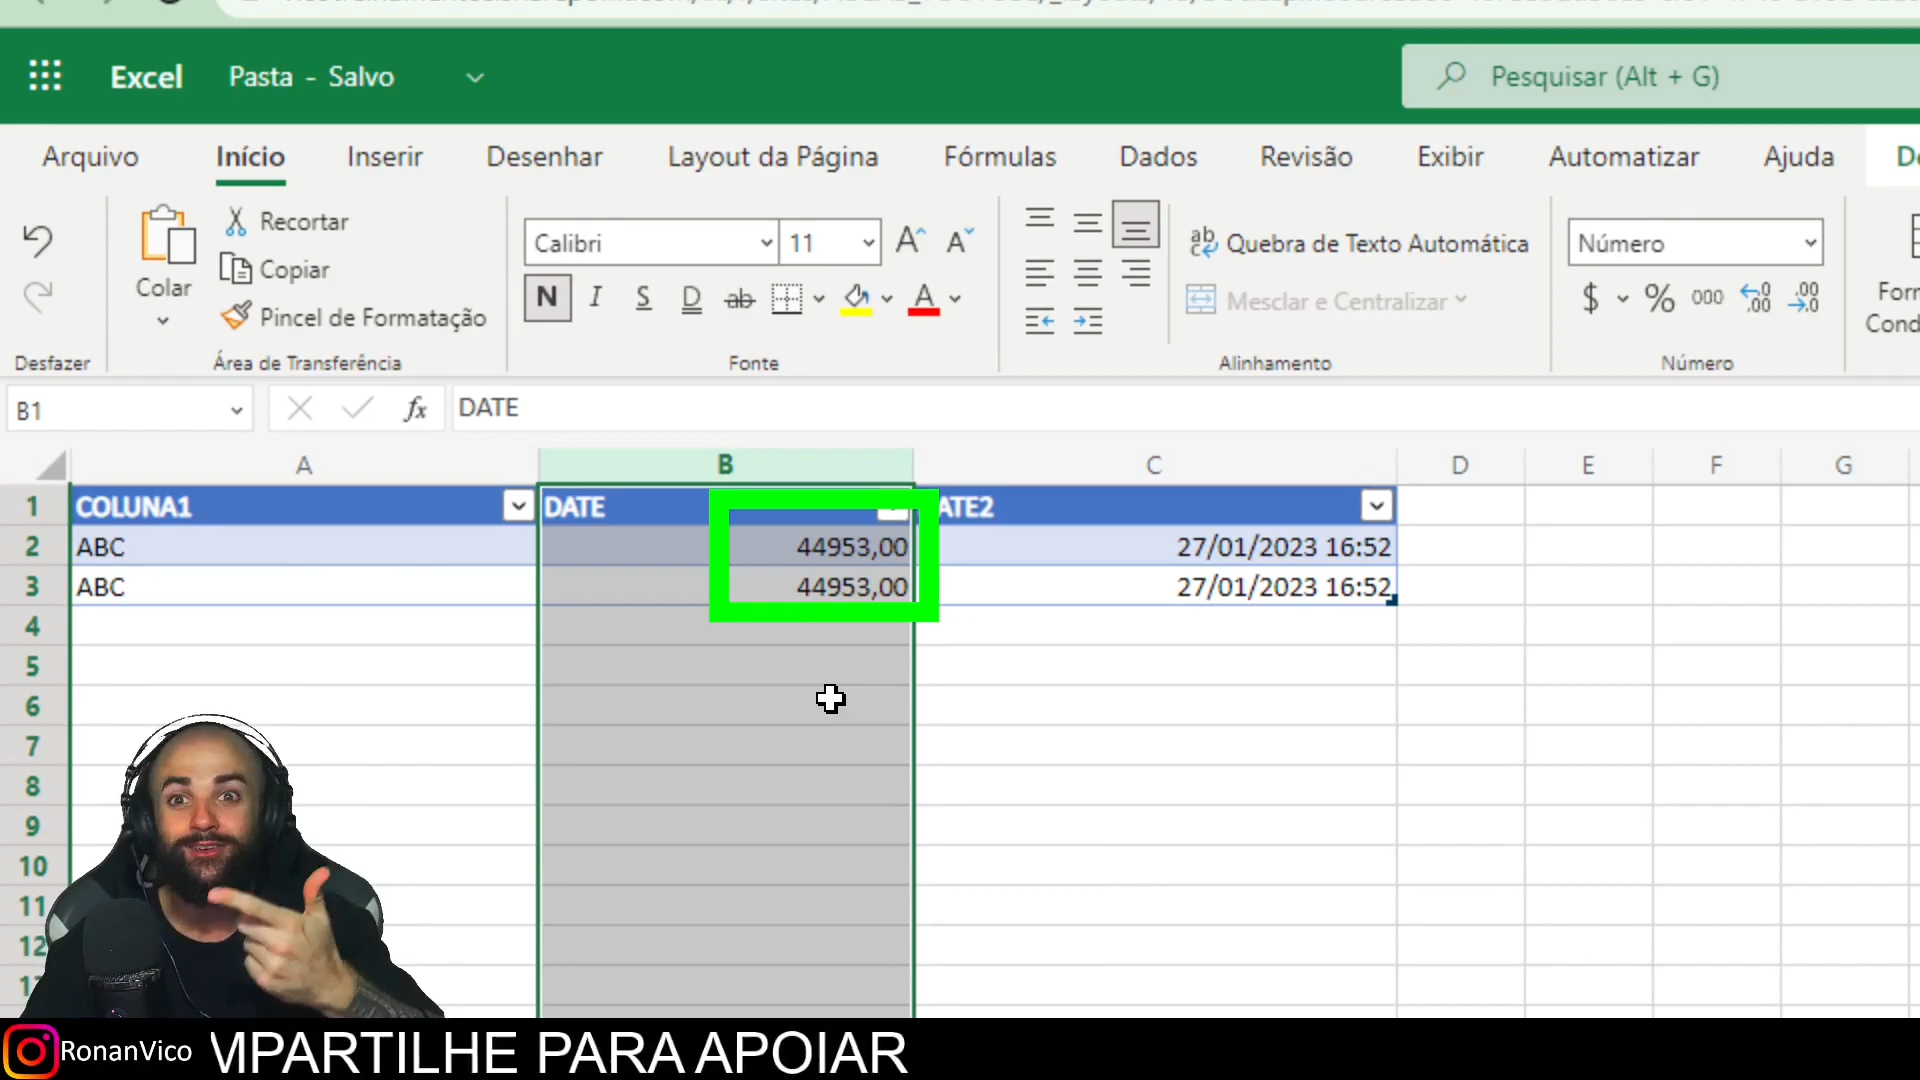 Excel Pasta - Salvo
Pesquisar (Alt + G)
Arquivo Início Inserir Desenhar Layout da Página Fórmulas Dados Revisão Exibir Automatizar Ajuda
Colar
Recortar
Copiar
Pincel de Formatação
Calibri 11
N I S D ab
Quebra de Texto Automática
Mesclar e Centralizar
Número
$ % 000
Desfazer Área de Transferência Fonte Alinhamento Número
B1 fx DATE
A B C D E F G
1 COLUNA1 DATE ATE2
2 ABC 44953,00 27/01/2023 16:52
3 ABC 44953,00 27/01/2023 16:52
4
5
6
7
8
9
10
11
12
RonanVico MPARTILHE PARA APOIAR